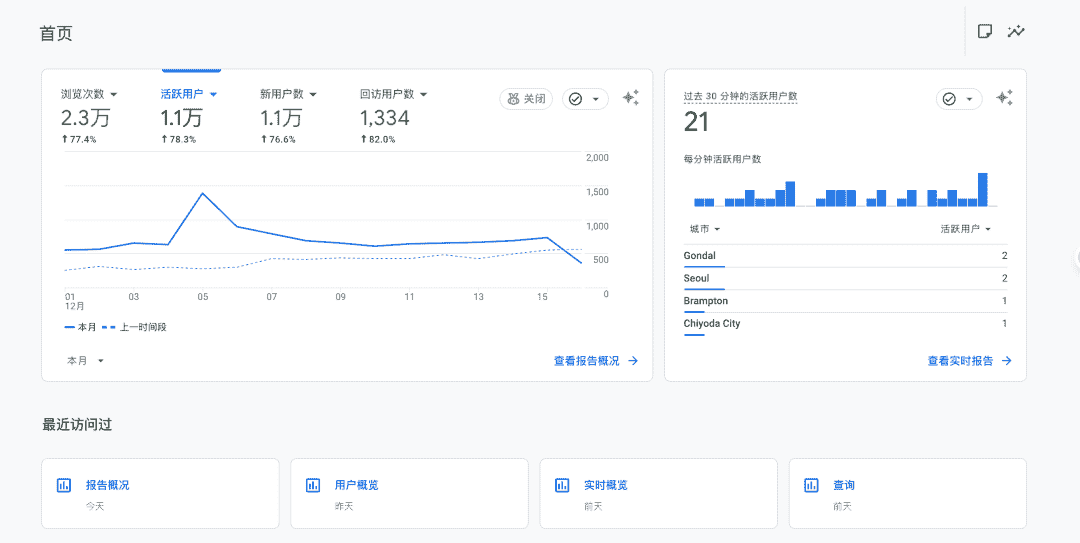 首页
浏览次数
活跃用户
新用户数
回访用户数
关闭
2.3万
1.1万
1.1万
1,334
77.4%
78.3%
76.6%
82.0%
2,000
1,500
1,000
500
0
01
03
05
07
09
11
13
15
12月
本月
上一时间段
本月
查看报告概况
过去 30 分钟的活跃用户数
21
每分钟活跃用户数
城市
活跃用户
Gondal 2
Seoul 2
Brampton 1
Chiyoda City 1
查看实时报告
最近访问过
报告概况
今天
用户概览
昨天
实时概览
前天
查询
前天